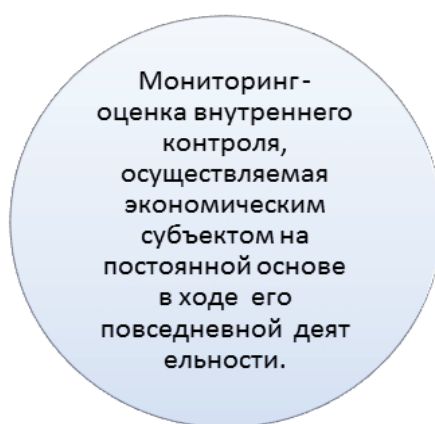 Мониторинг -
оценка внутреннего
контроля,
осуществляемая
экономическим
субъектом на
постоянной основе
в ходе его
повседневной деят
ельности.